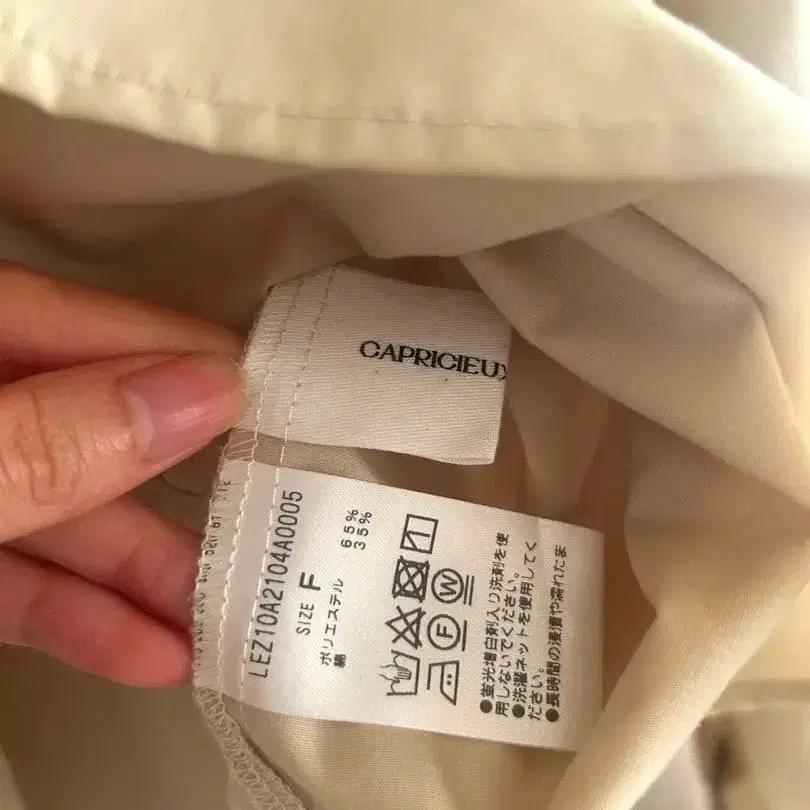 CAPRICIEUX
LEZ10A2104A0005
SIZE F
ポリエステル 65%
綿 35%
W
F
●蛍光増白剤入り洗剤を使
用しないでください。
●洗濯ネットを使用してく
ださい。
●長時間の浸漬や濡れたま